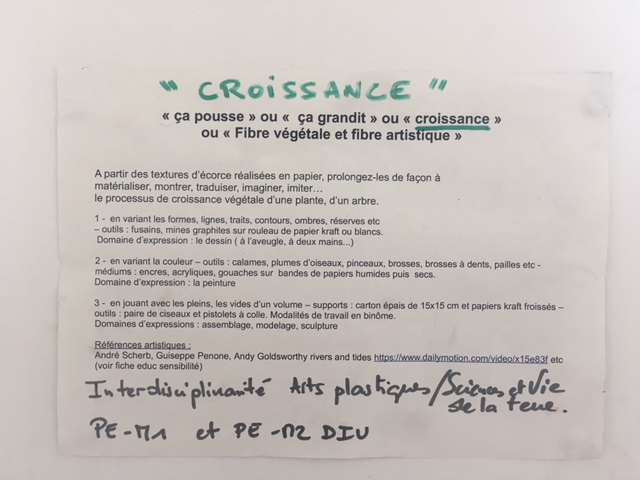 " CROiSSANCE "
« ça pousse » ou « ça grandit » ou « croissance »
ou « Fibre végétale et fibre artistique »
A partir des textures d'écorce réalisées en papier, prolongez-les de façon à
matérialiser, montrer, traduiser, imaginer, imiter…
le processus de croissance végétale d'une plante, d'un arbre.
1 - en variant les formes, lignes, traits, contours, ombres, réserves etc
– outils : fusains, mines graphites sur rouleau de papier kraft ou blancs.
Domaine d'expression : le dessin ( à l'aveugle, à deux mains...)
2 - en variant la couleur – outils : calames, plumes d'oiseaux, pinceaux, brosses, brosses à dents, pailles etc -
médiums : encres, acryliques, gouaches sur bandes de papiers humides puis secs.
Domaine d'expression : la peinture
3 - en jouant avec les pleins, les vides d'un volume – supports : carton épais de 15x15 cm et papiers kraft froissés –
outils : paire de ciseaux et pistolets à colle. Modalités de travail en binôme.
Domaines d'expressions : assemblage, modelage, sculpture
Références artistiques :
André Scherb, Guiseppe Penone, Andy Goldsworthy rivers and tides https://www.dailymotion.com/video/x15e83f etc
(voir fiche educ sensibilité)
Interdisciplinarité Arts plastiques/Sciences et Vie
de la Terre.
PE-M1 et PE-M2 DIU